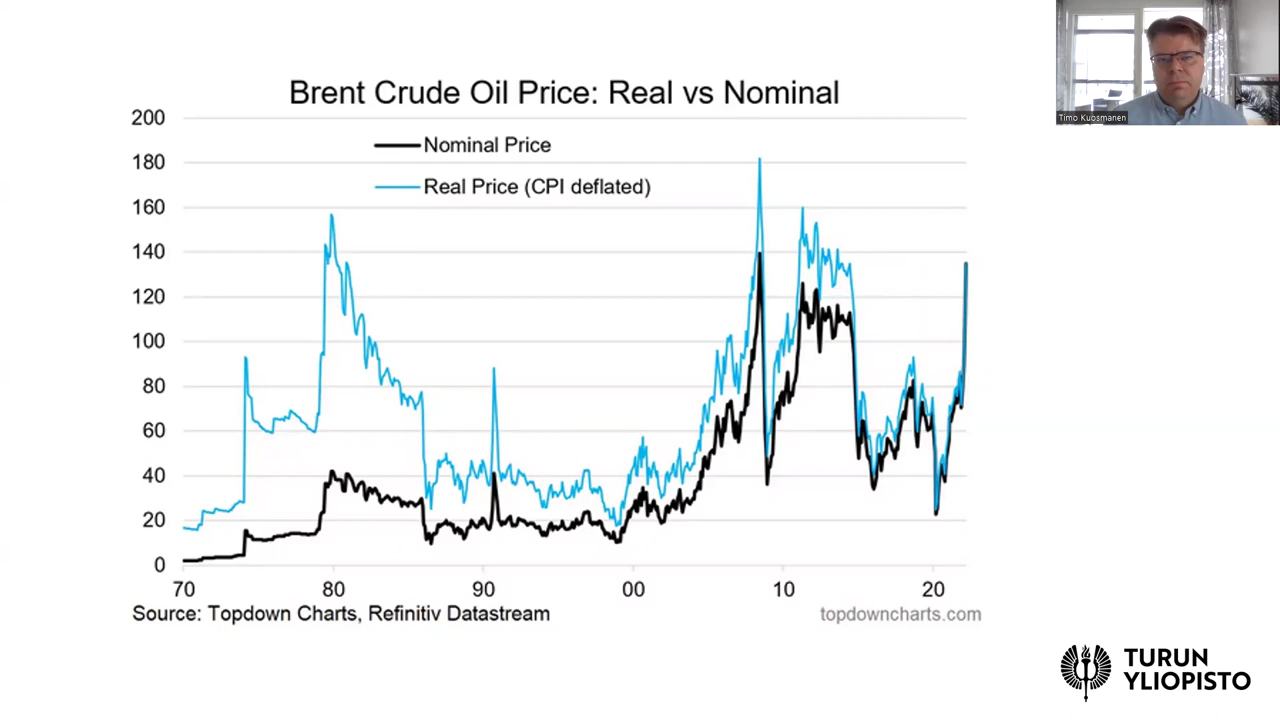 Brent Crude Oil Price: Real vs Nominal
200
180
160
140
120
100
80
60
40
20
0
Nominal Price
Real Price (CPI deflated)
70 80 90 00 10 20
Source: Topdown Charts, Refinitiv Datastream
topdowncharts.com
Timo Kuosmanen
TURUN
YLIOPISTO